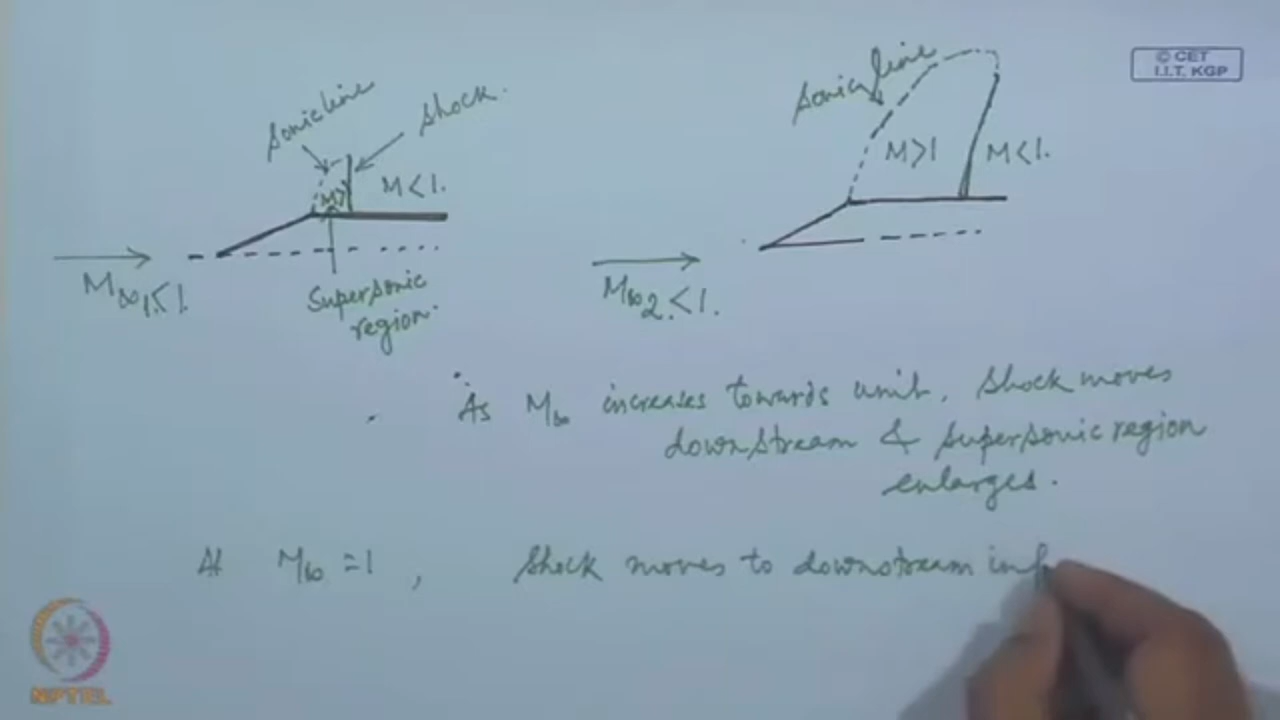 © CET
I.I.T. KGP
Sonic line
Shock.
M>1
M<1.
M∞1<1.
Supersonic
region.
Sonic line
M>1
M<1.
M∞2<1.
As M∞ increases towards unit, Shock moves
downstream & supersonic region
enlarges.
At M∞ =1, Shock moves to downstream inf
NPTEL